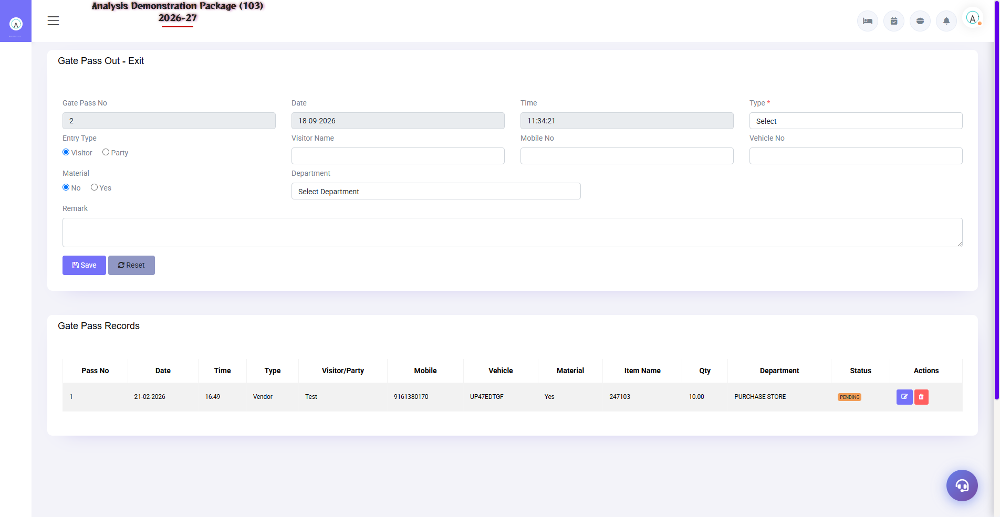 Analysis Demonstration Package (103)
2026-27
A
A
Gate Pass Out - Exit
Gate Pass No
Date
Time
Type *
2
18-09-2026
11:34:21
Select
Entry Type
Visitor Name
Mobile No
Vehicle No
Visitor
Party
Material
Department
No
Yes
Select Department
Remark
Save
Reset
Gate Pass Records
Pass No Date Time Type Visitor/Party Mobile Vehicle Material Item Name Qty Department Status Actions
1 21-02-2026 16:49 Vendor Test 9161380170 UP47EDTGF Yes 247103 10.00 PURCHASE STORE PENDING